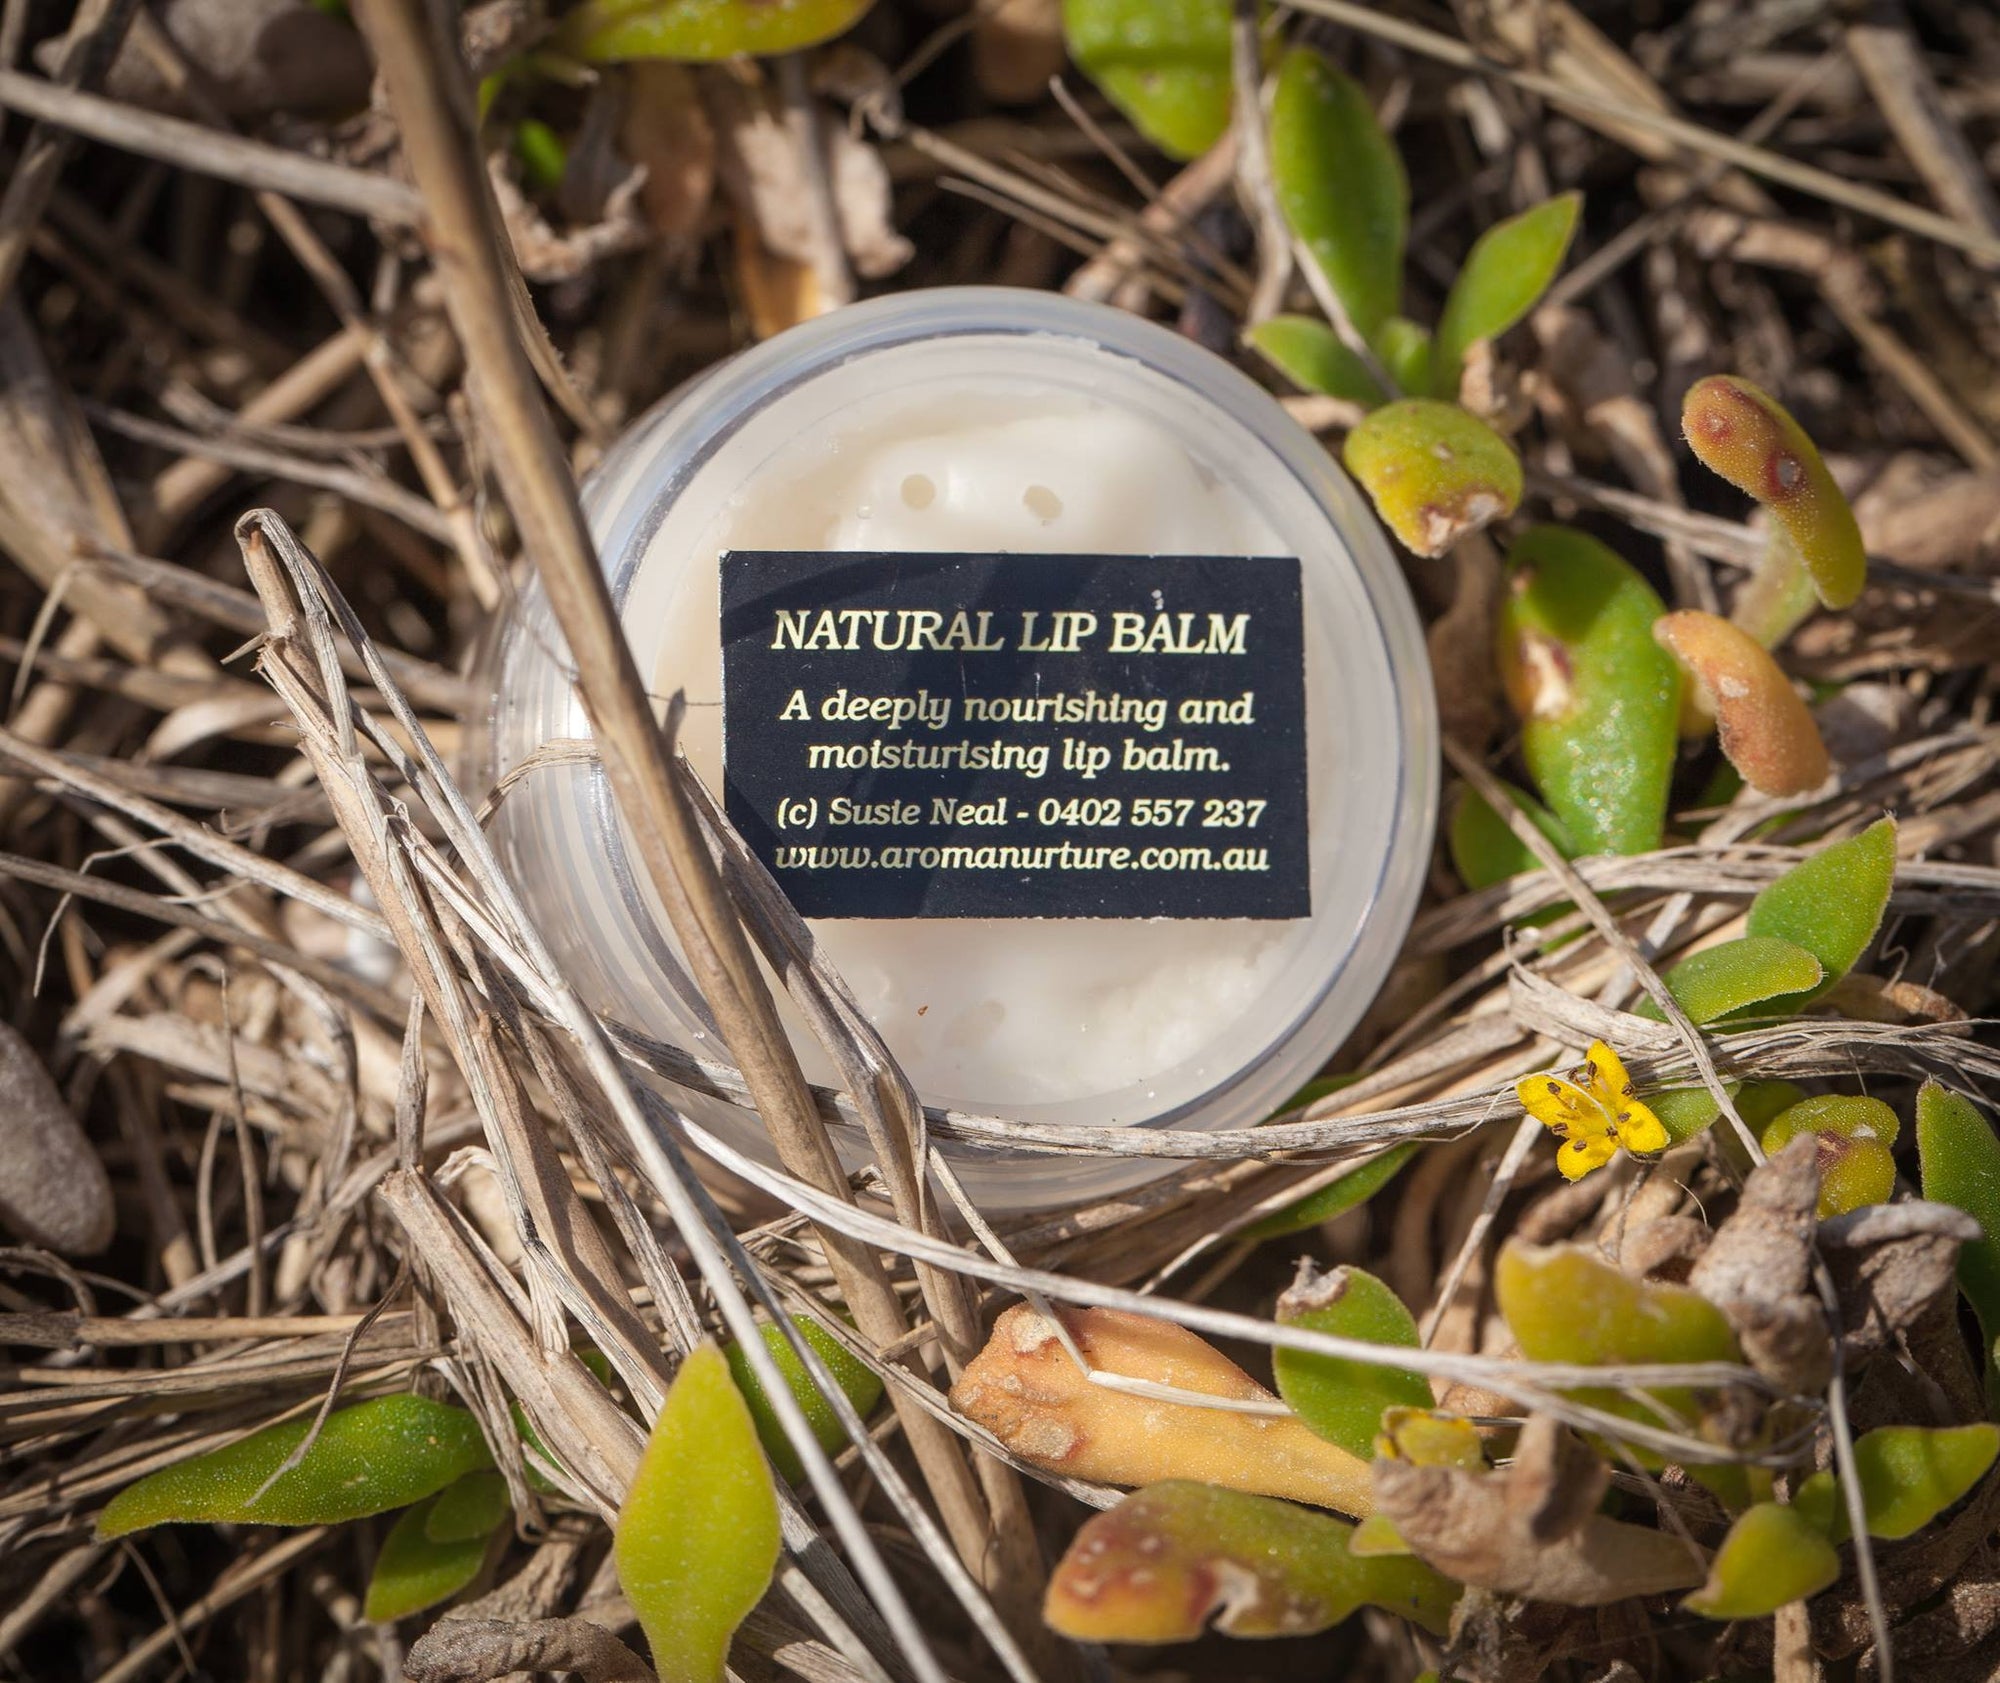 NATURAL LIP BALM
A deeply nourishing and
moisturising lip balm.
(c) Susie Neal - 0402 557 237
www.aromanurture.com.au